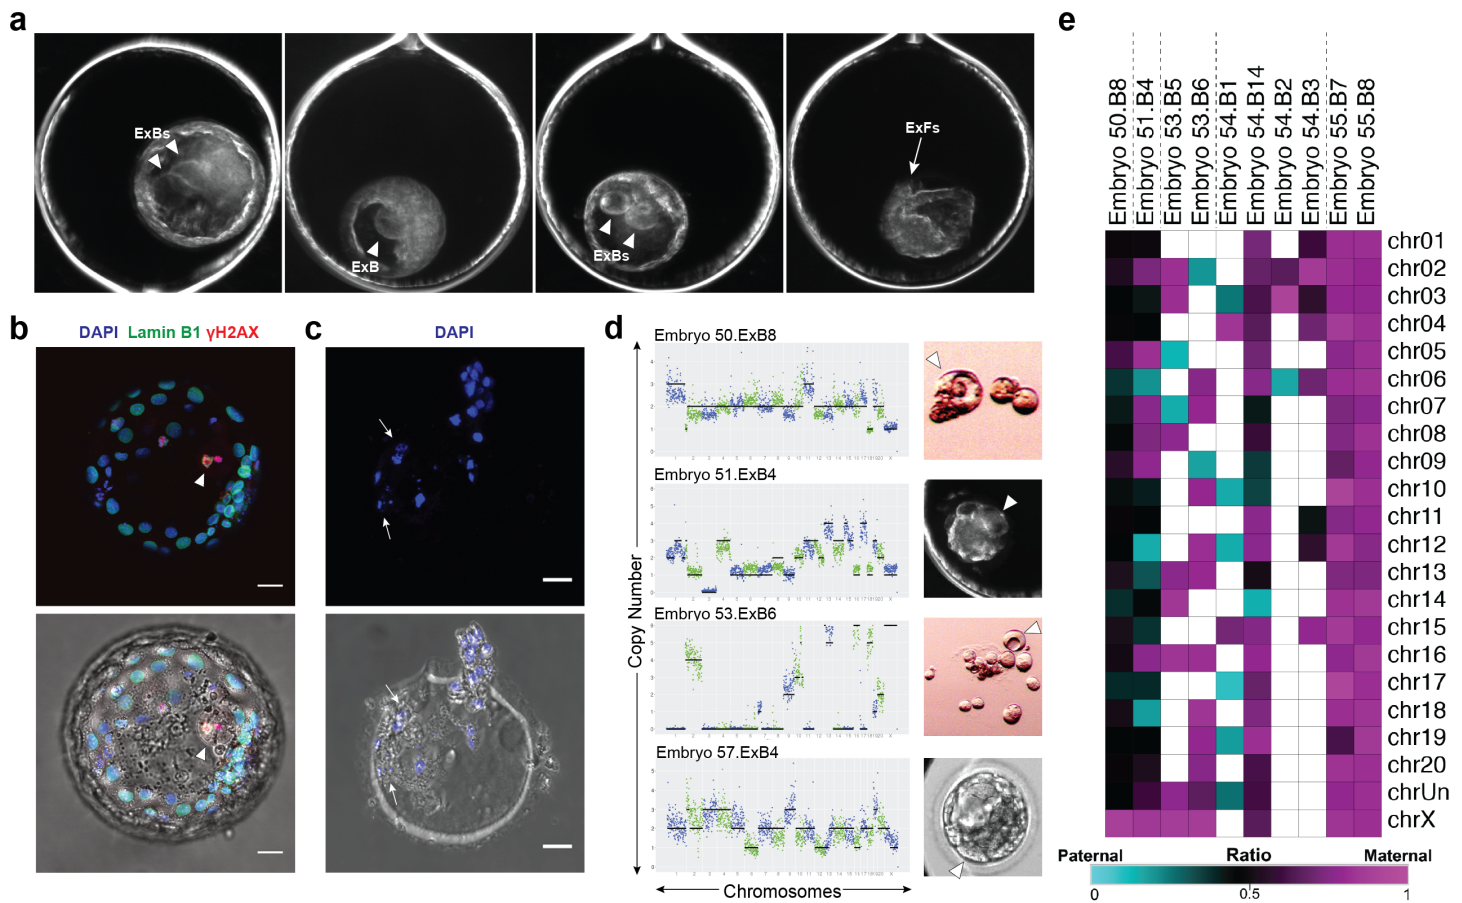 a
ExBs
ExB
ExBs
ExFs
b
DAPI Lamin B1 γH2AX
c
DAPI
d
Copy Number
Embryo 50.ExB8
Embryo 51.ExB4
Embryo 53.ExB6
Embryo 57.ExB4
Chromosomes
e
Embryo 50.B8
Embryo 51.B4
Embryo 53.B5
Embryo 53.B6
Embryo 54.B1
Embryo 54.B14
Embryo 54.B2
Embryo 54.B3
Embryo 55.B7
Embryo 55.B8
chr01
chr02
chr03
chr04
chr05
chr06
chr07
chr08
chr09
chr10
chr11
chr12
chr13
chr14
chr15
chr16
chr17
chr18
chr19
chr20
chrUn
chrX
Paternal Ratio Maternal
0 0.5 1